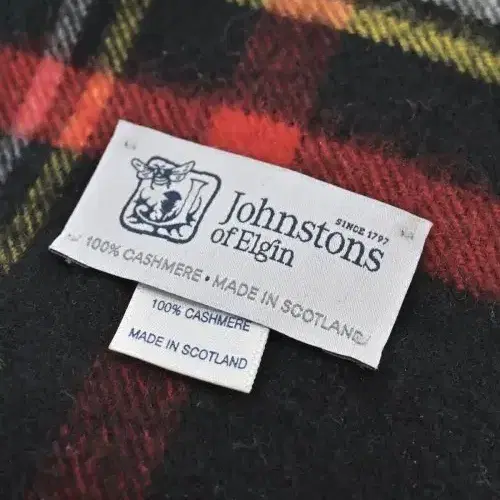 Johnstons
SINCE 1797
of Elgin
100% CASHMERE • MADE IN SCOTLAND
100% CASHMERE
MADE IN SCOTLAND